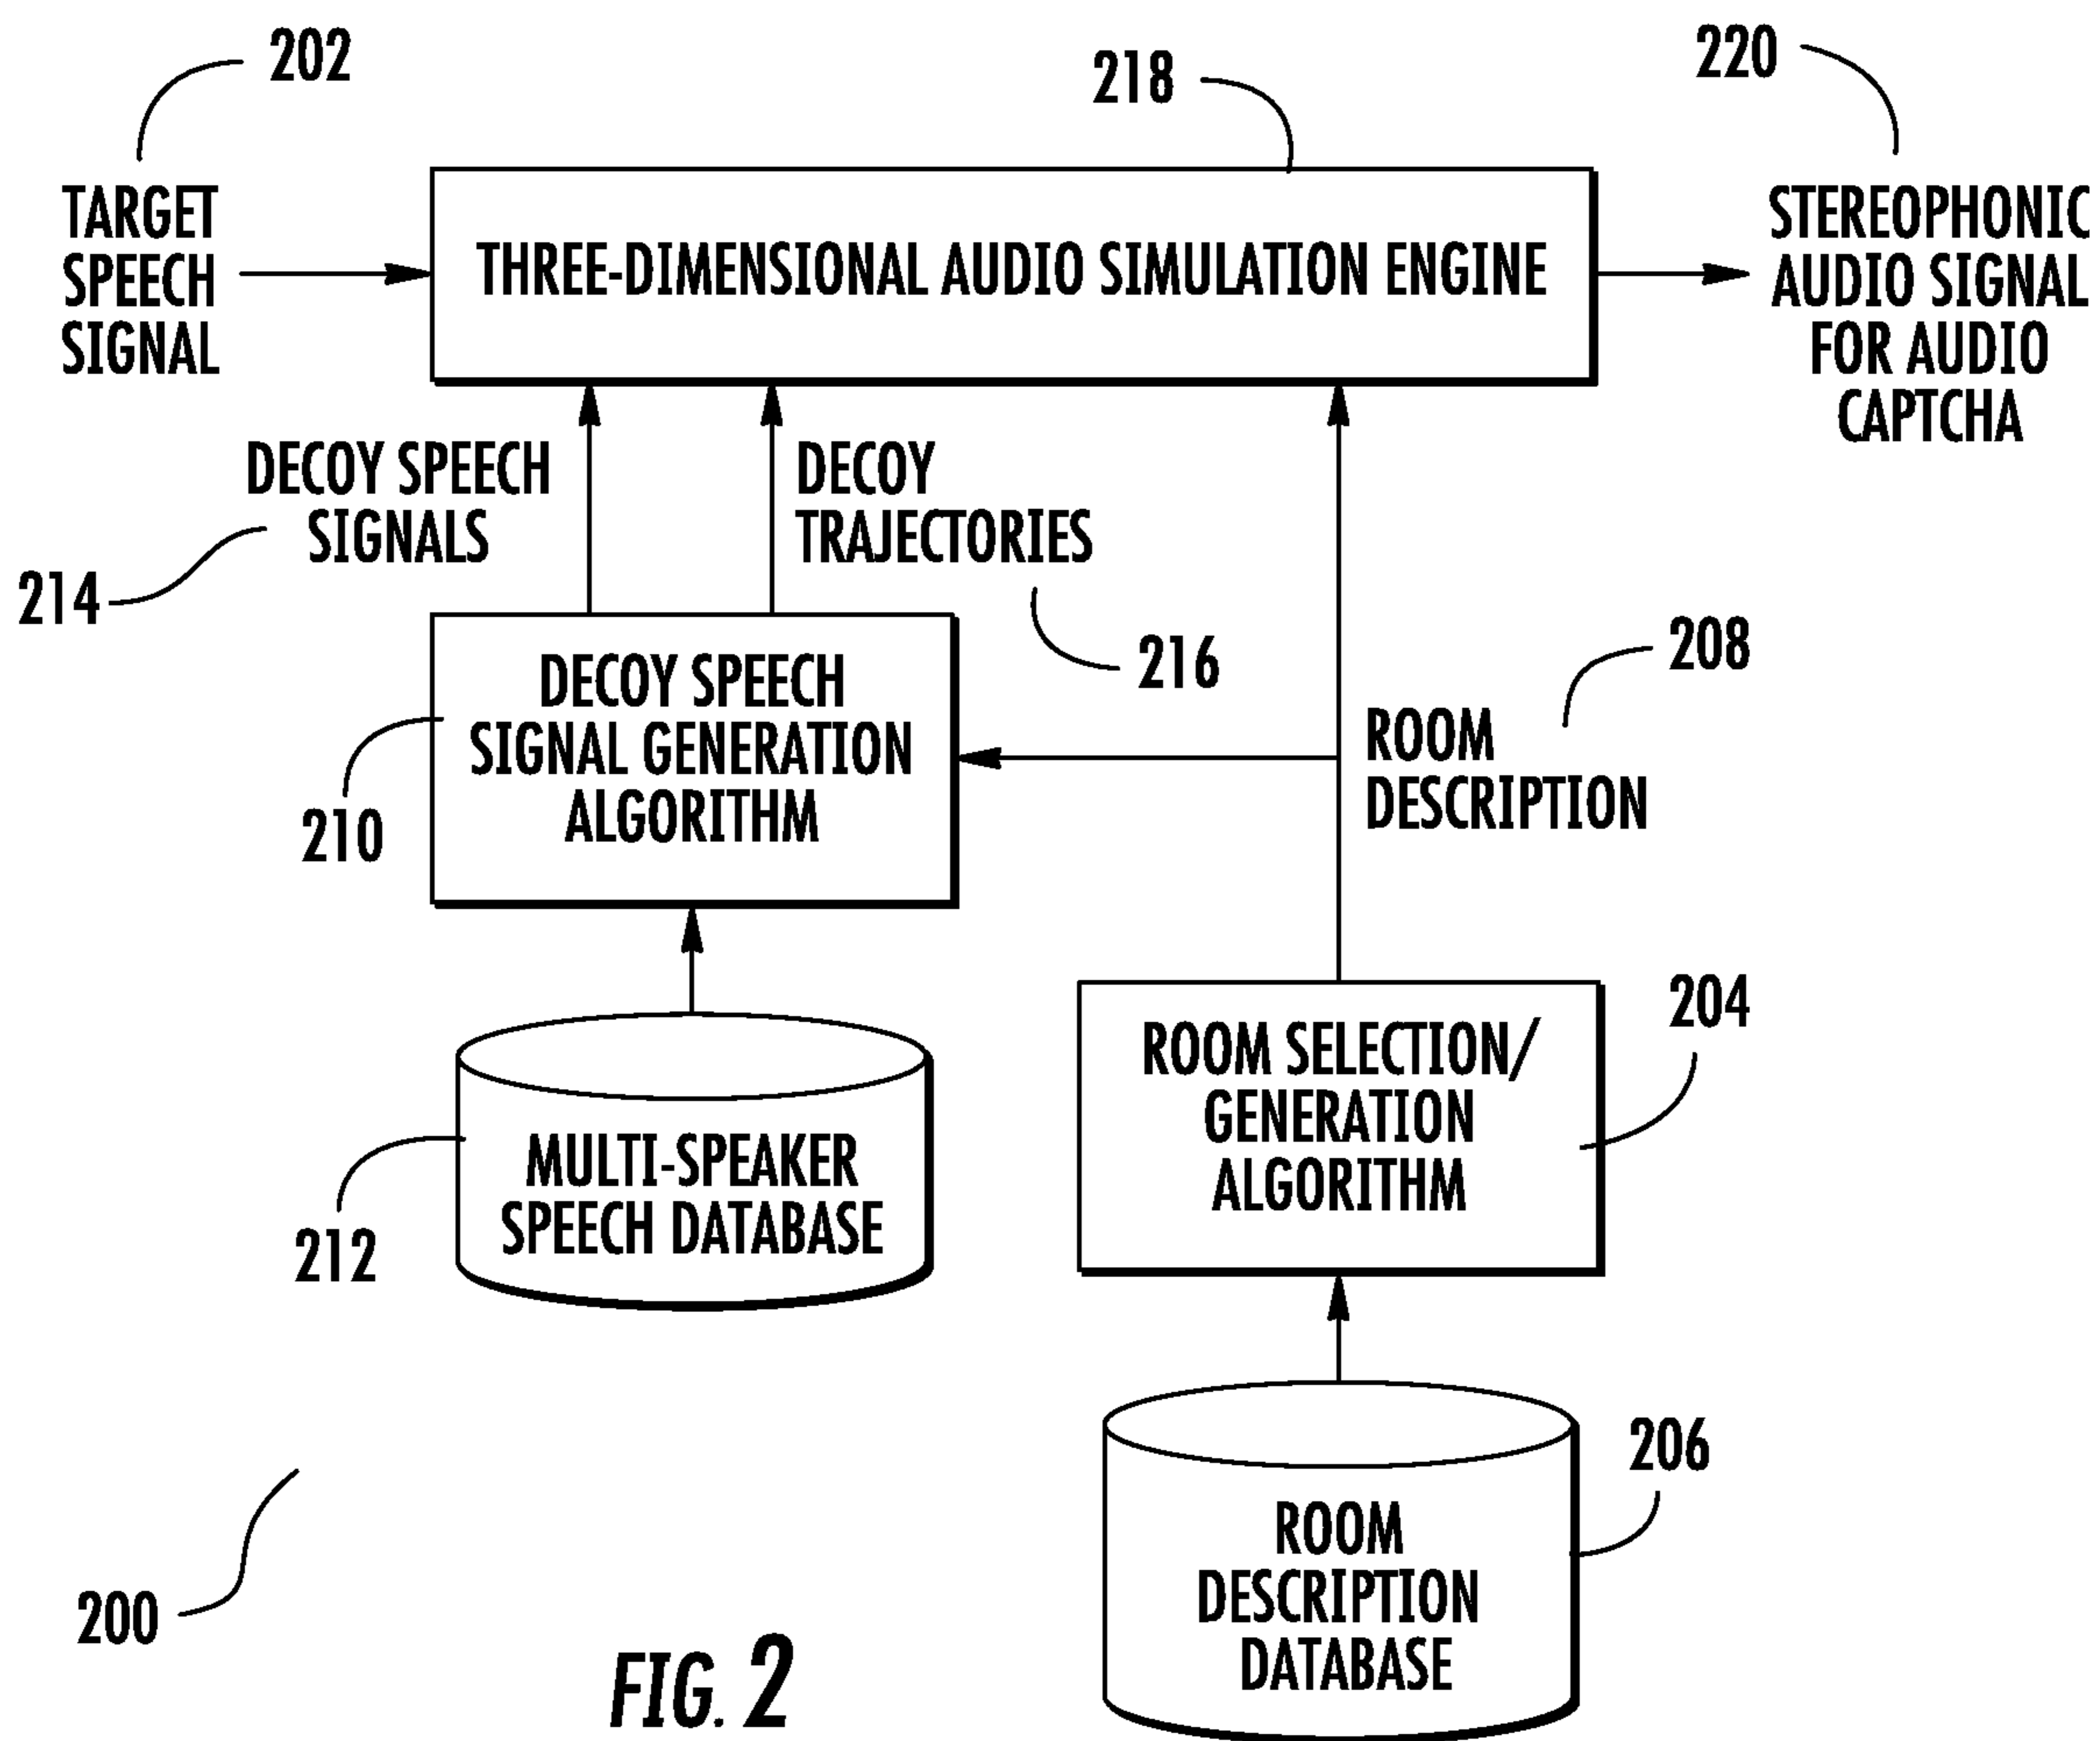 202
218
220
TARGET
SPEECH
SIGNAL
THREE-DIMENSIONAL AUDIO SIMULATION ENGINE
STEREOPHONIC
AUDIO SIGNAL
FOR AUDIO
CAPTCHA
DECOY SPEECH
SIGNALS
214
DECOY
TRAJECTORIES
216
208
DECOY SPEECH
SIGNAL GENERATION
ALGORITHM
210
ROOM
DESCRIPTION
204
ROOM SELECTION/
GENERATION
ALGORITHM
MULTI-SPEAKER
SPEECH DATABASE
212
206
ROOM
DESCRIPTION
DATABASE
200
FIG. 2